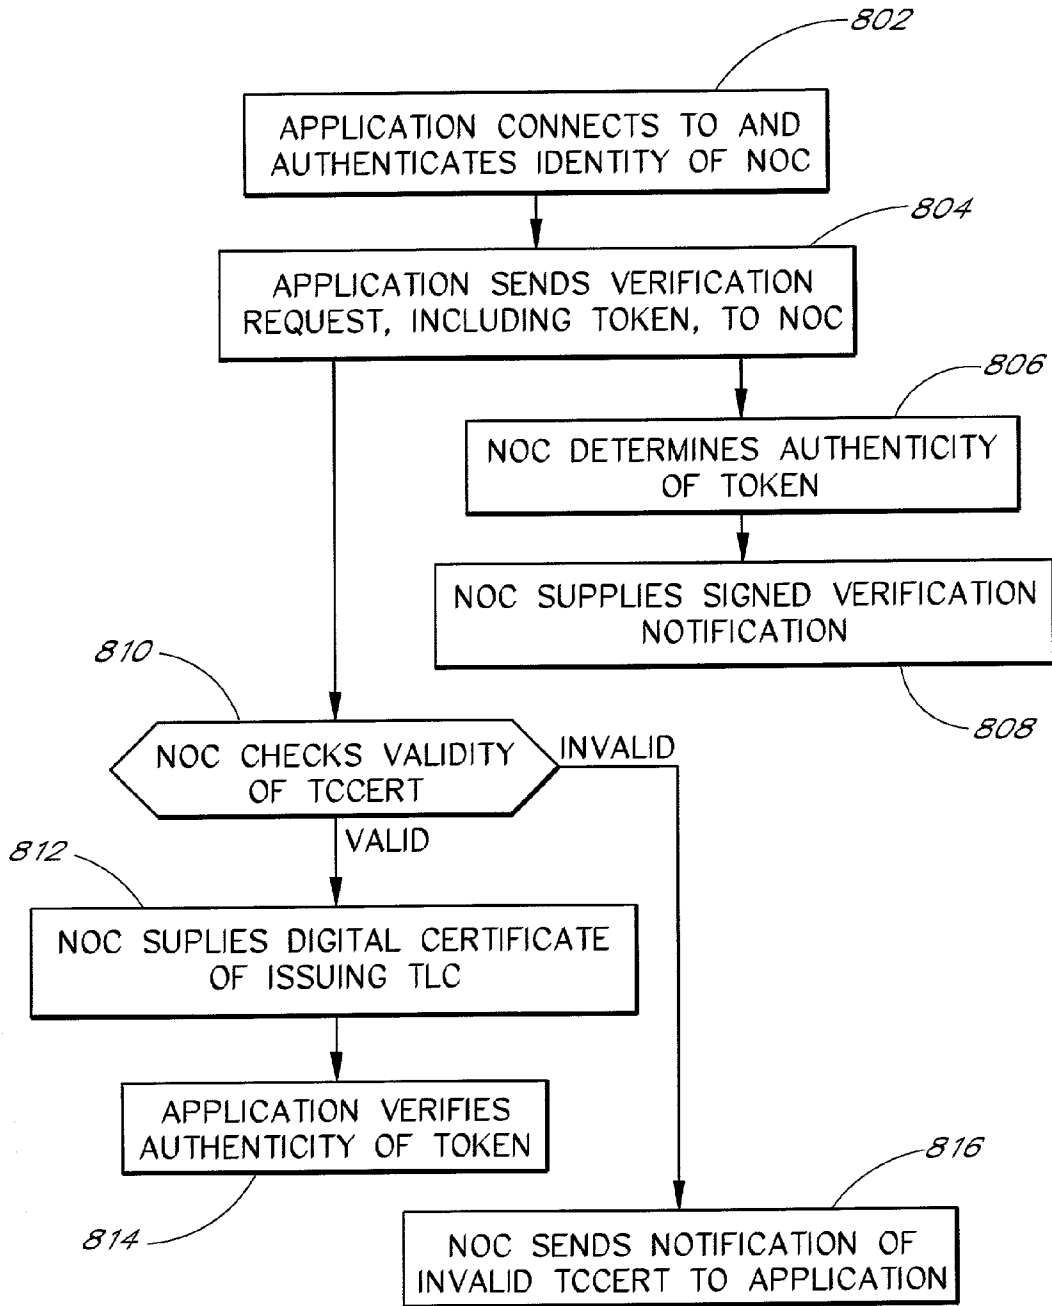 802
APPLICATION CONNECTS TO AND
AUTHENTICATES IDENTITY OF NOC
804
APPLICATION SENDS VERIFICATION
REQUEST, INCLUDING TOKEN, TO NOC
806
NOC DETERMINES AUTHENTICITY
OF TOKEN
NOC SUPPLIES SIGNED VERIFICATION
NOTIFICATION
808
810
NOC CHECKS VALIDITY
OF TCCERT
INVALID
VALID
812
NOC SUPLIES DIGITAL CERTIFICATE
OF ISSUING TLC
APPLICATION VERIFIES
AUTHENTICITY OF TOKEN
814
816
NOC SENDS NOTIFICATION OF
INVALID TCCERT TO APPLICATION